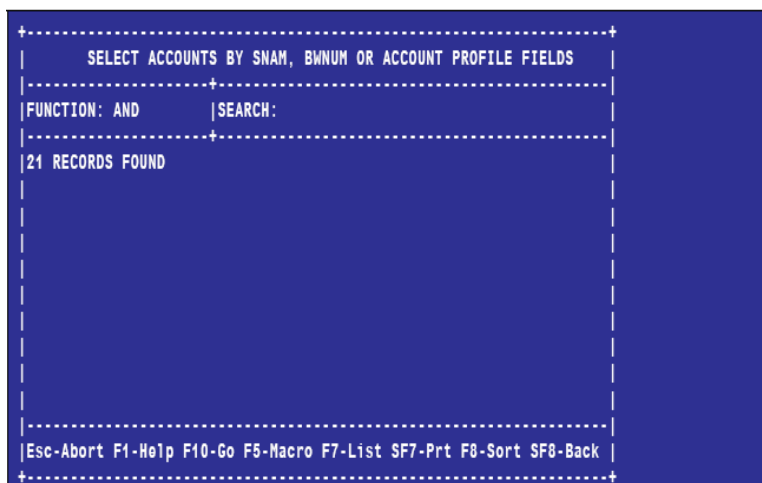 SELECT ACCOUNTS BY SNAM, BWNUM OR ACCOUNT PROFILE FIELDS
FUNCTION: AND |SEARCH:
21 RECORDS FOUND
Esc-Abort F1-Help F10-Go F5-Macro F7-List SF7-Prt F8-Sort SF8-Back